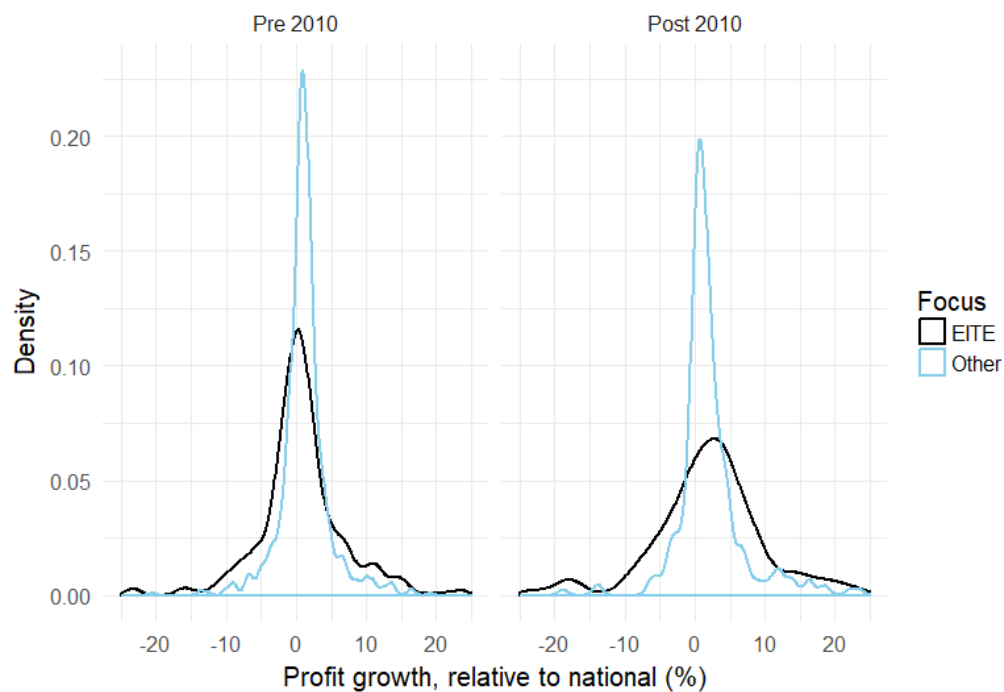 Pre 2010 Post 2010
0.20
0.15
0.10
0.05
0.00
Density
-20 -10 0 10 20 -20 -10 0 10 20
Profit growth, relative to national (%)
Focus
EITE
Other